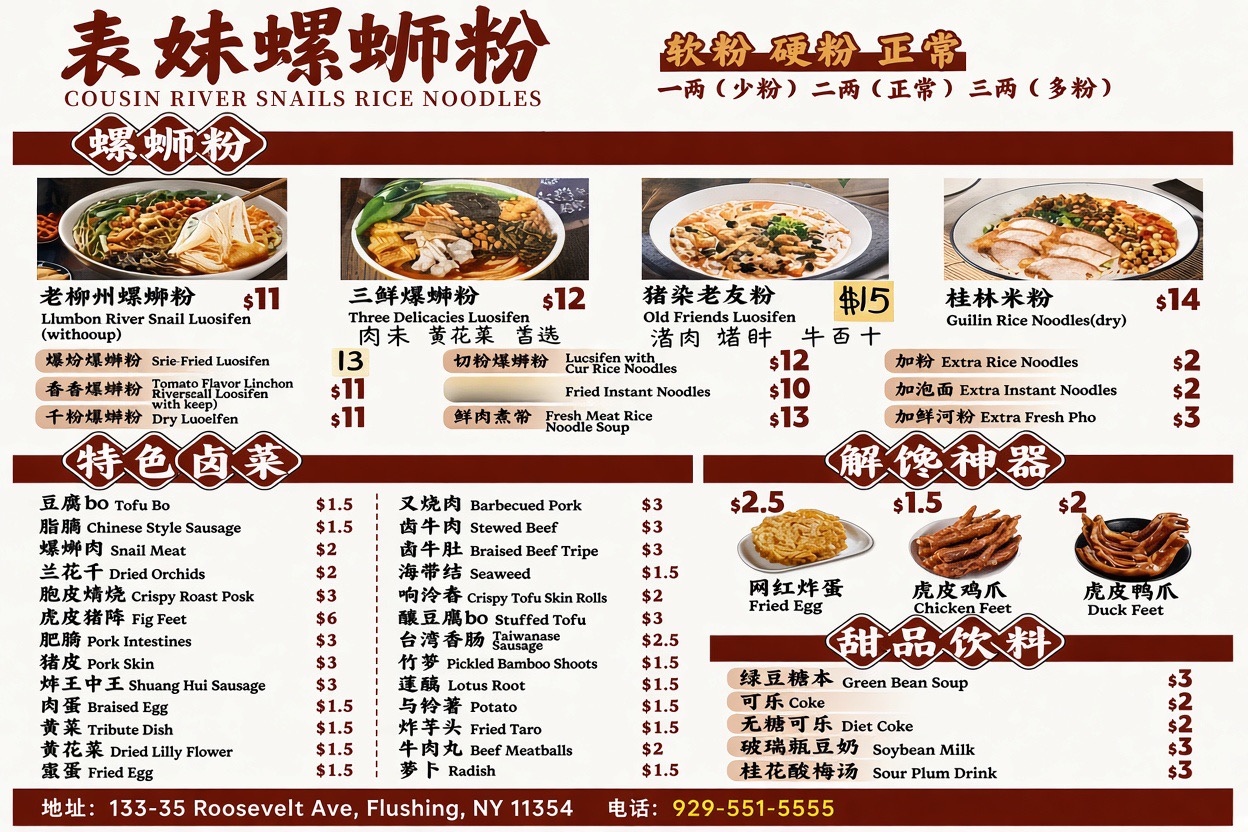 表妹螺蛳粉
COUSIN RIVER SNAILS RICE NOODLES
软粉 硬粉 正常
一两（少粉）二两（正常）三两（多粉）
螺蛳粉
老柳州螺蛳粉 $11
Llumbon River Snail Luosifen
(withooup)
三鲜爆蛳粉 $12
Three Delicacies Luosifen
肉未 黄花菜 首选
猪染老友粉 $15
Old Friends Luosifen
渚肉 牛百十
桂林米粉 $14
Guilin Rice Noodles(dry)
爆炒爆蛳粉 Srie-Fried Luosifen 13
香香爆蛳粉 Tomato Flavor Linchon
Riverscall Loosifen
with keep) $11
千粉爆蛳粉 Dry Luoelfen $11
切粉爆蛳粉 Lucsifen with
Cur Rice Noodles $12
Fried Instant Noodles $10
鲜肉煮常 Fresh Meat Rice
Noodle Soup $13
加粉 Extra Rice Noodles $2
加泡面 Extra Instant Noodles $2
加鲜河粉 Extra Fresh Pho $3
特色卤菜
豆腐bo Tofu Bo $1.5
脂腩 Chinese Style Sausage $1.5
螺蛳肉 Snail Meat $2
兰花千 Dried Orchids $2
脆皮烧 Crispy Roast Posk $3
虎皮猪降 Fig Feet $6
肥腩 Pork Intestines $3
猪皮 Pork Skin $3
炸王中王 Shuang Hui Sausage $3
肉蛋 Braised Egg $1.5
黄菜 Tribute Dish $1.5
黄花菜 Dried Lilly Flower $1.5
蛋 Fried Egg $1.5
叉烧肉 Barbecued Pork $3
卤牛肉 Stewed Beef $3
卤牛肚 Braised Beef Tripe $3
海带结 Seaweed $1.5
响泠春 Crispy Tofu Skin Rolls $2
釀豆腐bo Stuffed Tofu $3
台湾香肠 Taiwanase
Sausage $2.5
竹萝 Pickled Bamboo Shoots $1.5
Lotus Root $1.5
Potato $1.5
炸芋头 Fried Taro $1.5
牛肉丸 Beef Meatballs $2
萝卜 Radish $1.5
解馋神器
$2.5
网红炸蛋
Fried Egg
$1.5
虎皮鸡爪
Chicken Feet
$2
虎皮鸭爪
Duck Feet
甜品饮料
绿豆糖本 Green Bean Soup $3
可乐 Coke $2
无糖可乐 Diet Coke $2
玻瑞瓶豆奶 Soybean Milk $3
桂花酸梅汤 Sour Plum Drink $3
地址：133-35 Roosevelt Ave, Flushing, NY 11354 电话：929-551-5555